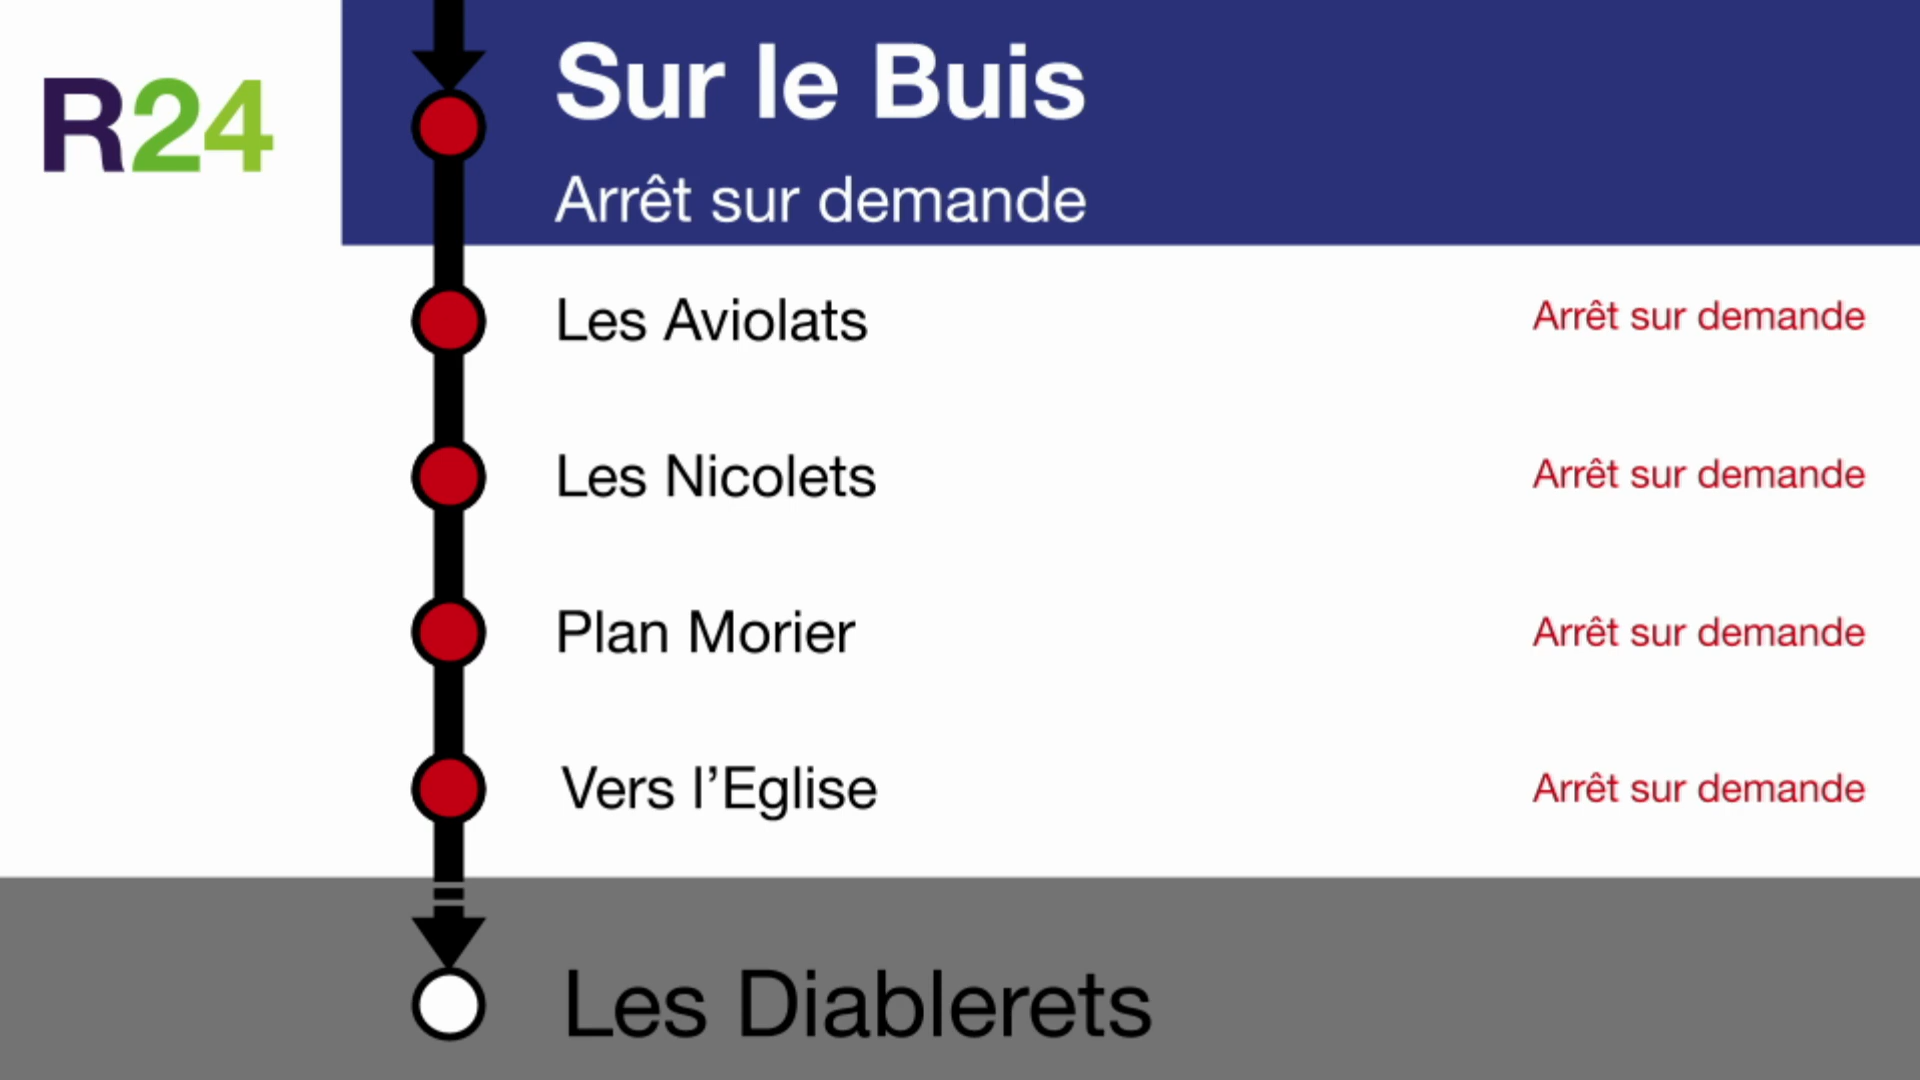 R24
Sur le Buis
Arrêt sur demande
Les Aviolats Arrêt sur demande
Les Nicolets Arrêt sur demande
Plan Morier Arrêt sur demande
Vers l’Eglise Arrêt sur demande
Les Diablerets